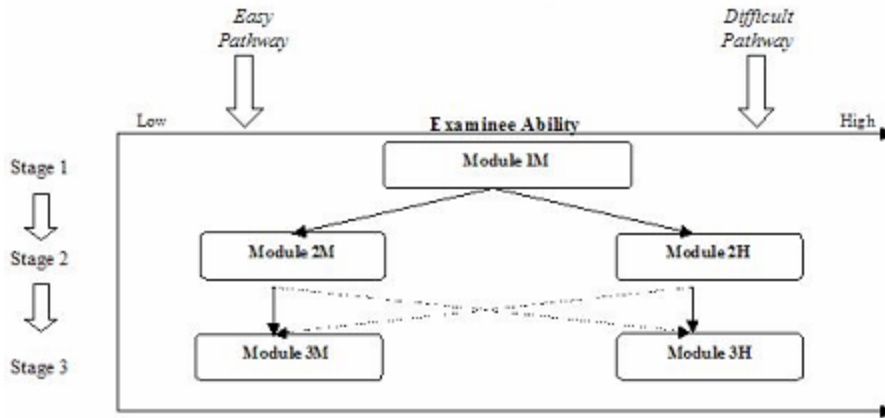 Easy
Pathway
Difficult
Pathway
Low
Examinee Ability
High
Stage 1
Module 1M
Stage 2
Module 2M
Module 2H
Stage 3
Module 3M
Module 3H